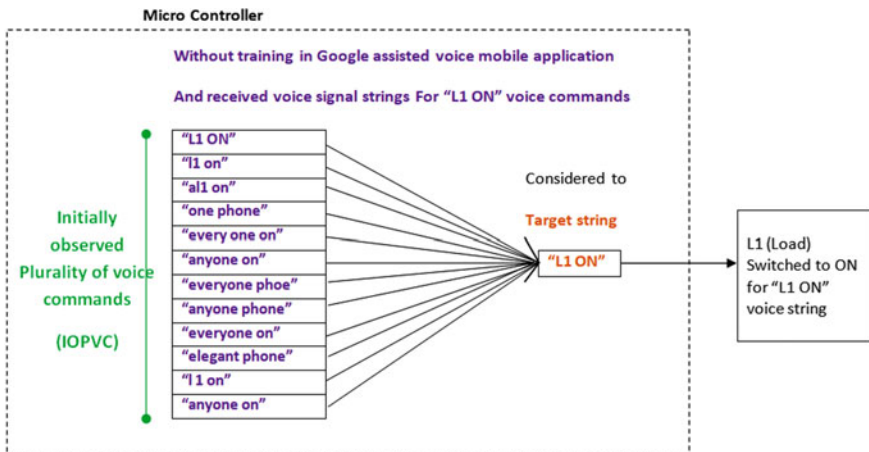 Micro Controller
Without training in Google assisted voice mobile application
And received voice signal strings For “L1 ON” voice commands
Initially
observed
Plurality of voice
commands
(IOPVC)
“L1 ON”
“l1 on”
“al1 on”
“one phone”
“every one on”
“anyone on”
“everyone phoe”
“anyone phone”
“everyone on”
“elegant phone”
“l 1 on”
“anyone on”
Considered to
Target string
“L1 ON”
L1 (Load)
Switched to ON
for “L1 ON”
voice string